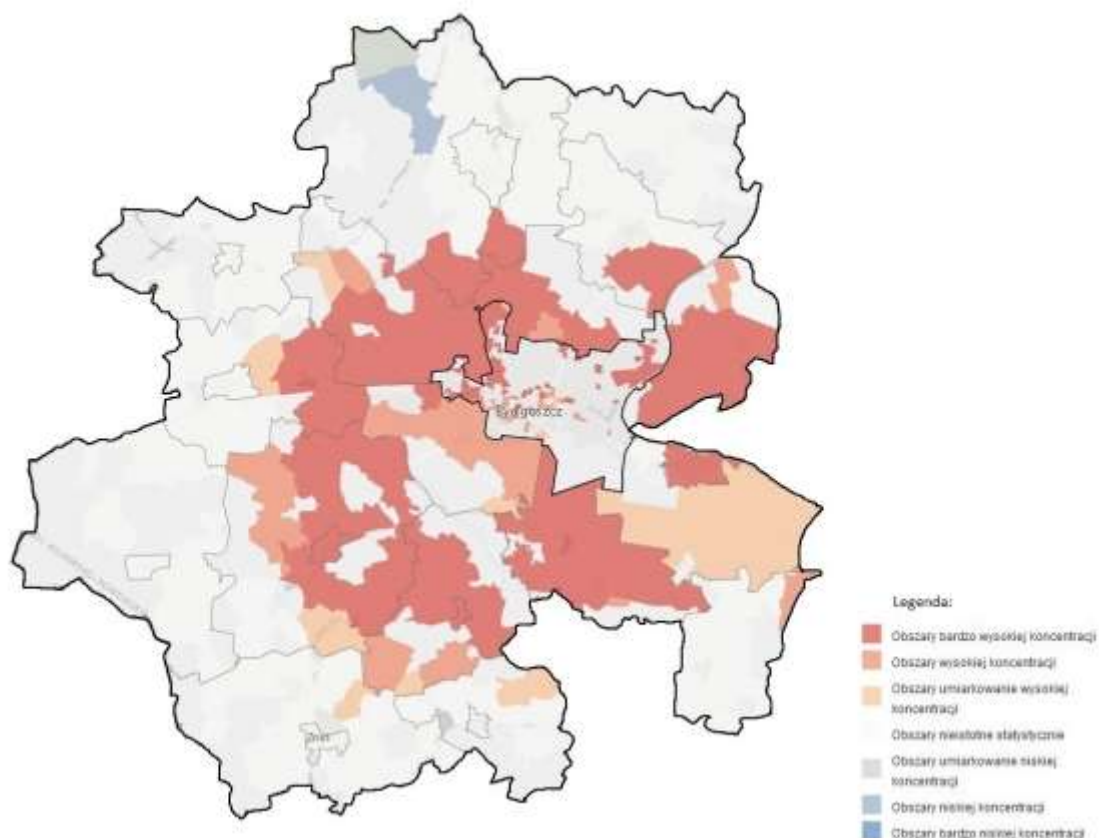 Bydgoszcz
Żnin
Legenda:
Obszary bardzo wysokiej koncentracji
Obszary wysokiej koncentracji
Obszary umiarkowanie wysokiej
koncentracji
Obszary nieistotne statystycznie
Obszary umiarkowanie niskiej
koncentracji
Obszary niskiej koncentracji
Obszary bardzo niskiej koncentracji